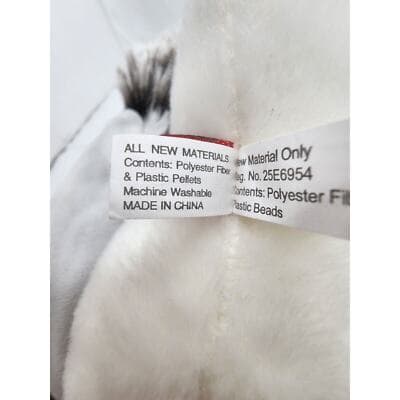 ALL NEW MATERIALS
Contents: Polyester Fiber
& Plastic Pellets
Machine Washable
MADE IN CHINA
New Material Only
Reg. No. 25E6954
Contents: Polyester Fib
Plastic Beads